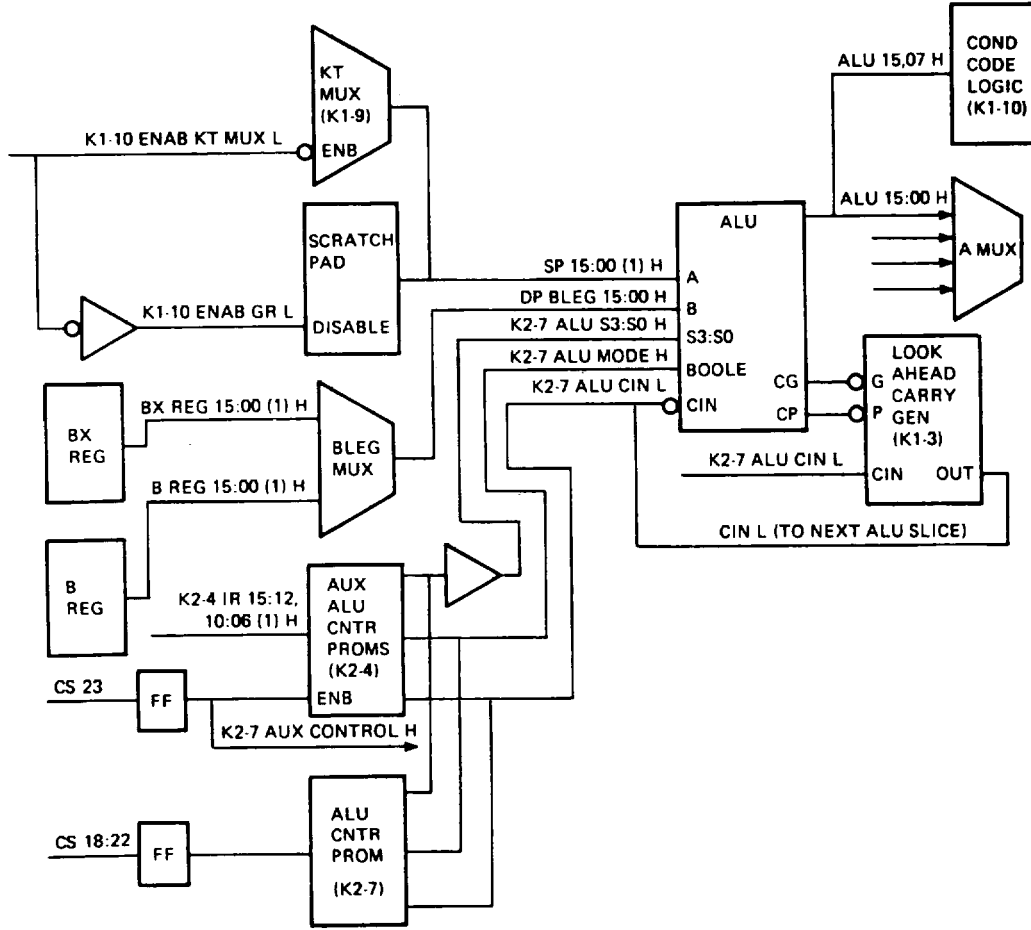 KT
MUX
(K1-9)
ENB
K1-10 ENAB KT MUX L
COND
CODE
LOGIC
(K1-10)
ALU 15,07 H
ALU 15:00 H
A MUX
SCRATCH
PAD
DISABLE
K1-10 ENAB GR L
SP 15:00 (1) H
DP BLEG 15:00 H
K2-7 ALU S3:S0 H
K2-7 ALU MODE H
K2-7 ALU CIN L
ALU
A
B
S3:S0
BOOLE
CIN
CG
CP
LOOK
AHEAD
CARRY
GEN
(K1-3)
G
P
CIN
OUT
K2-7 ALU CIN L
CIN L (TO NEXT ALU SLICE)
BX
REG
BX REG 15:00 (1) H
BLEG
MUX
B REG 15:00 (1) H
B
REG
K2-4 IR 15:12,
10:06 (1) H
AUX
ALU
CNTR
PROMS
(K2-4)
ENB
CS 23
FF
K2-7 AUX CONTROL H
CS 18:22
FF
ALU
CNTR
PROM
(K2-7)